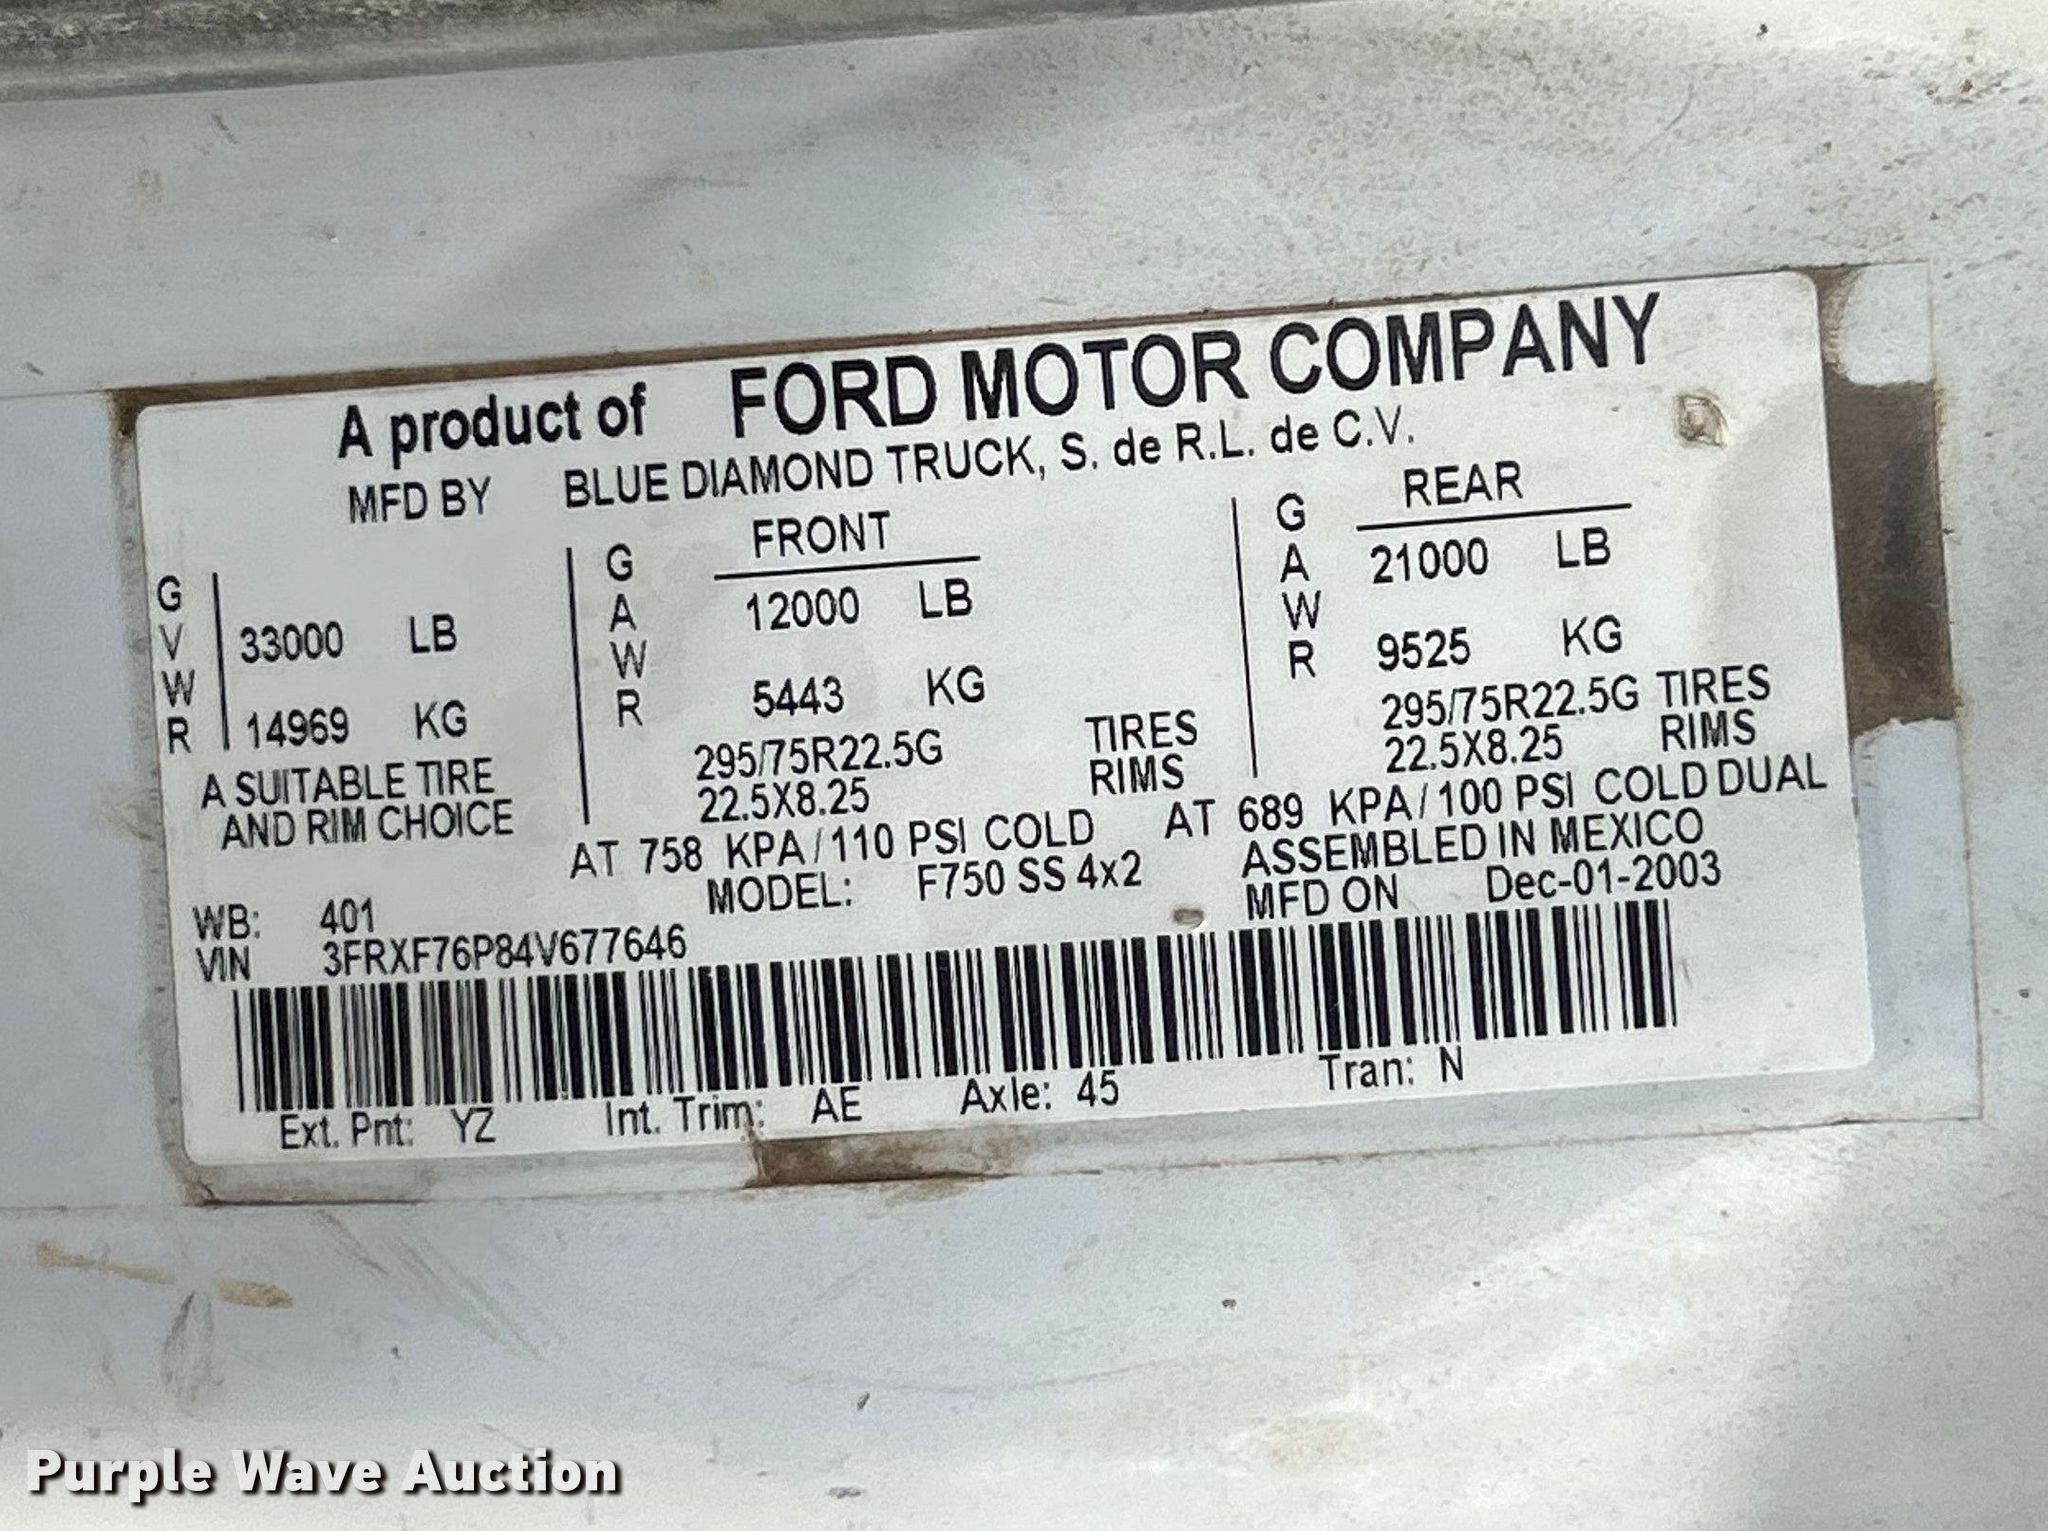 A product of FORD MOTOR COMPANY
MFD BY BLUE DIAMOND TRUCK, S. de R.L. de C.V.
GVWR
33000 LB
14969 KG
A SUITABLE TIRE
AND RIM CHOICE
GAWR
FRONT
12000 LB
5443 KG
295/75R22.5G TIRES
22.5X8.25 RIMS
AT 758 KPA/110 PSI COLD
GAWR
REAR
21000 LB
9525 KG
295/75R22.5G TIRES
22.5X8.25 RIMS
AT 689 KPA/100 PSI COLD DUAL
MODEL: F750 SS 4x2
ASSEMBLED IN MEXICO
MFD ON Dec-01-2003
WB: 401
VIN 3FRXF76P84V677646
Ext. Pnt: YZ Int. Trim: AE Axle: 45 Tran: N
Purple Wave Auction